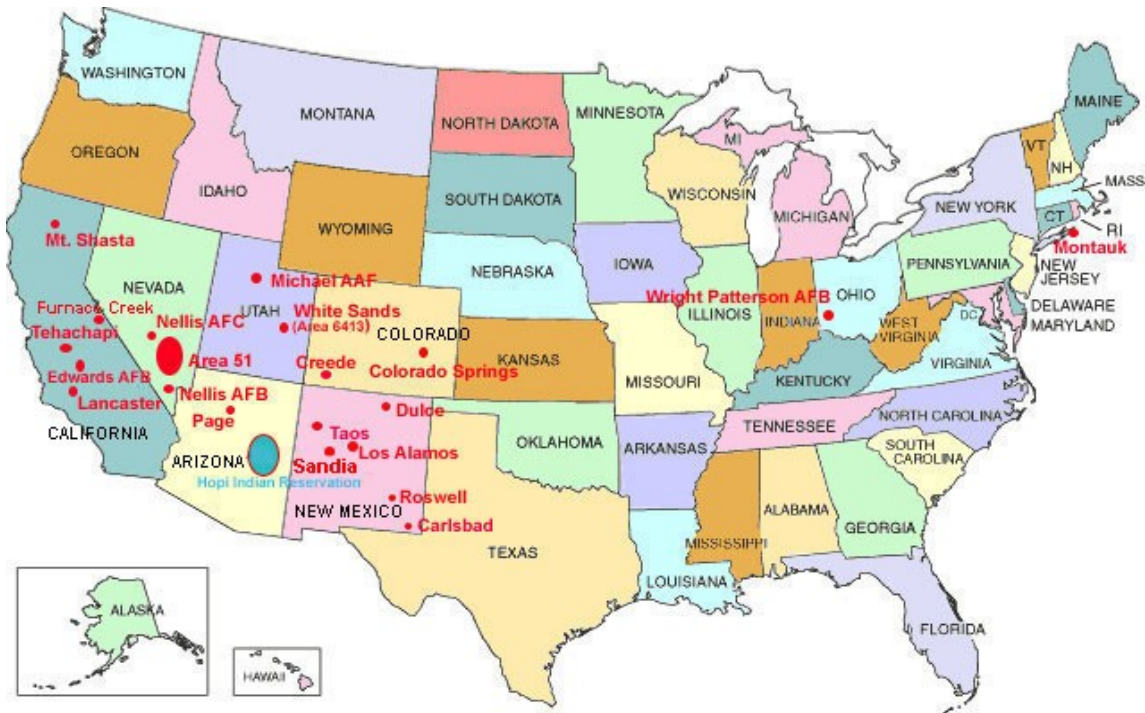 WASHINGTON
MONTANA
NORTH DAKOTA
MINNESOTA
MAINE
OREGON
IDAHO
WYOMING
SOUTH DAKOTA
WISCONSIN
MI
MICHIGAN
VT
NH
MASS
NEW YORK
CT
RI
Montauk
Mt. Shasta
NEVADA
UTAH
Michael AAF
White Sands
(Area 6413)
NEBRASKA
IOWA
Wright Patterson AFB
ILLINOIS
INDIANA
OHIO
PENNSYLVANIA
NEW
JERSEY
DELAWARE
MARYLAND
DC
WEST
VIRGINIA
VIRGINIA
Furnace Creek
Tehachapi
Nellis AFC
Area 51
Edwards AFB
Nellis AFB
Lancaster
CALIFORNIA
COLORADO
Creede
Colorado Springs
KANSAS
MISSOURI
KENTUCKY
Page
ARIZONA
Hopi Indian Reservation
Dulce
Taos
Los Alamos
Sandia
Roswell
NEW MEXICO
Carlsbad
OKLAHOMA
ARKANSAS
TENNESSEE
NORTH CAROLINA
SOUTH
CAROLINA
TEXAS
LOUISIANA
MISSISSIPPI
ALABAMA
GEORGIA
FLORIDA
ALASKA
HAWAII